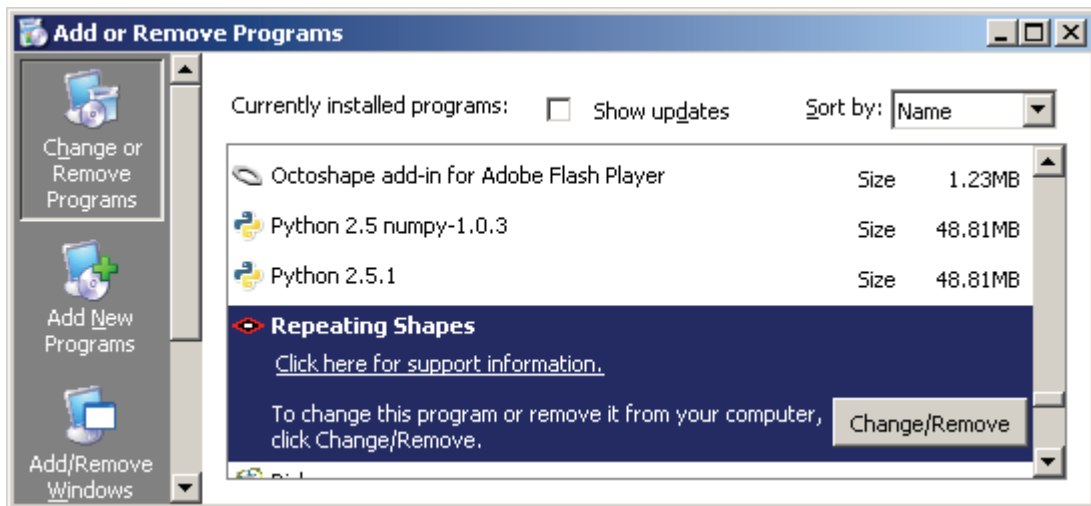 Add or Remove Programs
Change or
Remove
Programs
Add New
Programs
Add/Remove
Windows
Currently installed programs:
Show updates
Sort by: Name
Octoshape add-in for Adobe Flash Player Size 1.23MB
Python 2.5 numpy-1.0.3 Size 48.81MB
Python 2.5.1 Size 48.81MB
Repeating Shapes
Click here for support information.
To change this program or remove it from your computer,
click Change/Remove.
Change/Remove